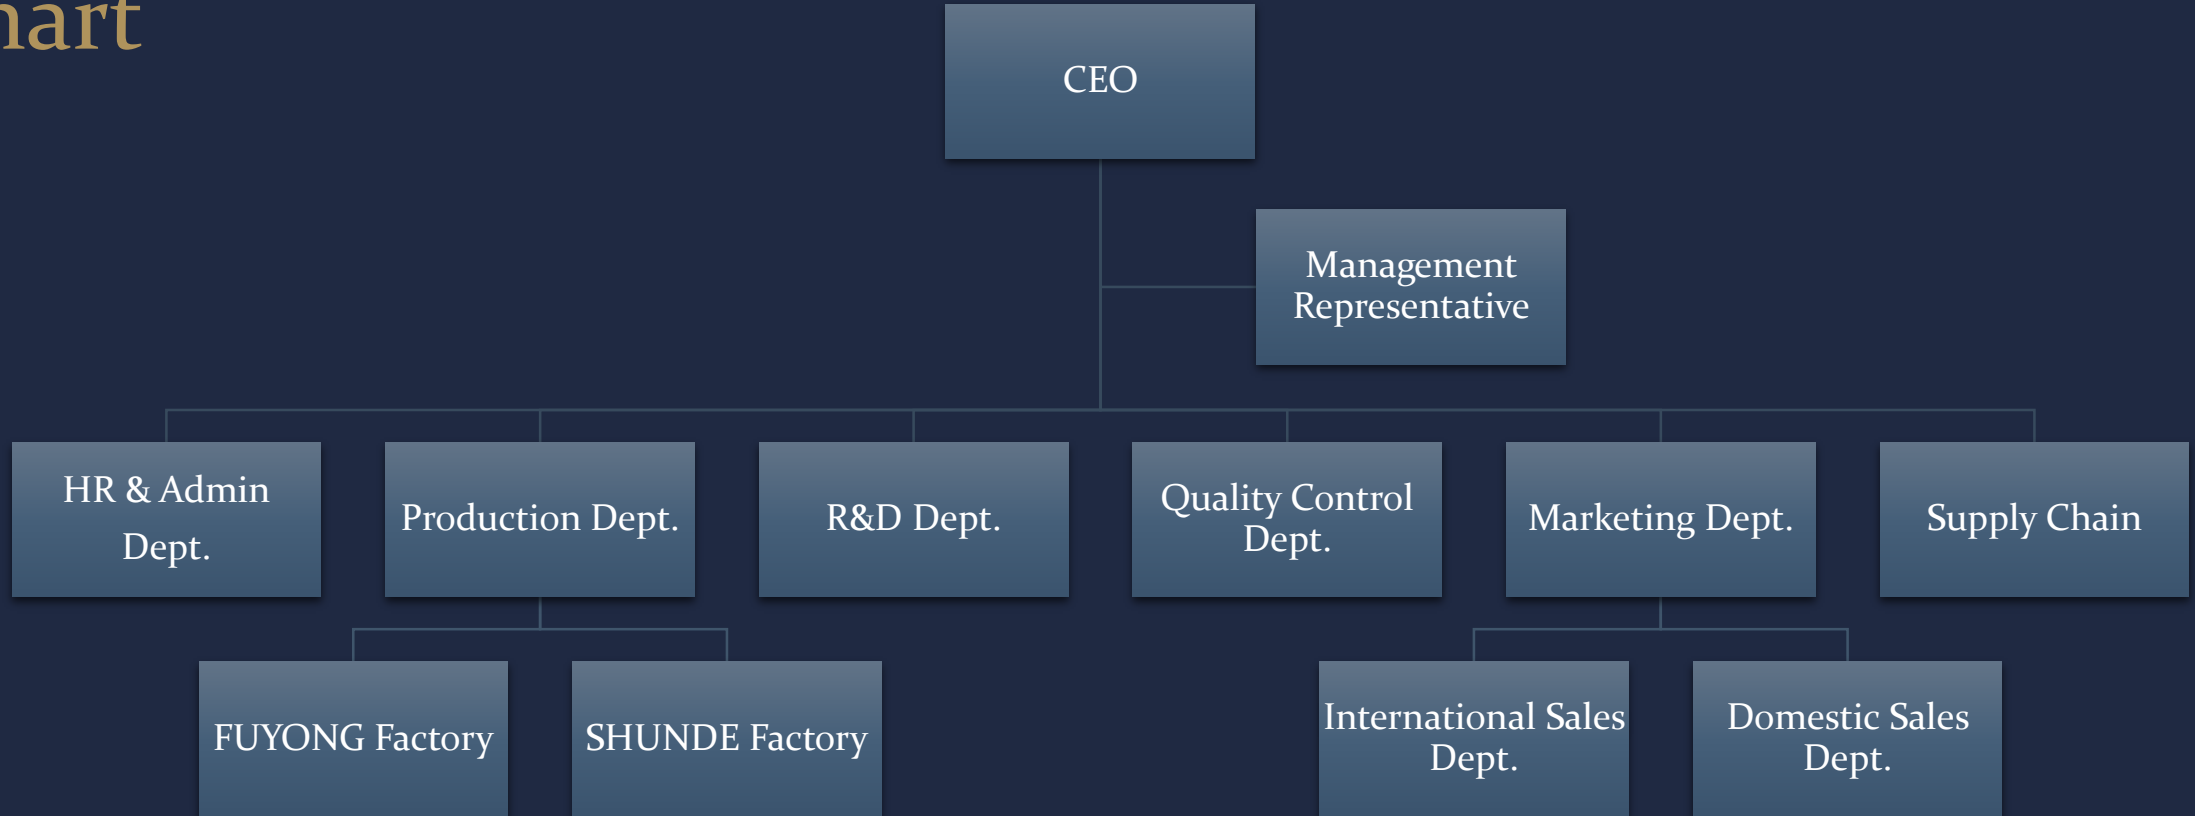 CEO
Management
Representative
HR & Admin
Dept.
Production Dept.
R&D Dept.
Quality Control
Dept.
Marketing Dept.
Supply Chain
FUYONG Factory
SHUNDE Factory
International Sales
Dept.
Domestic Sales
Dept.